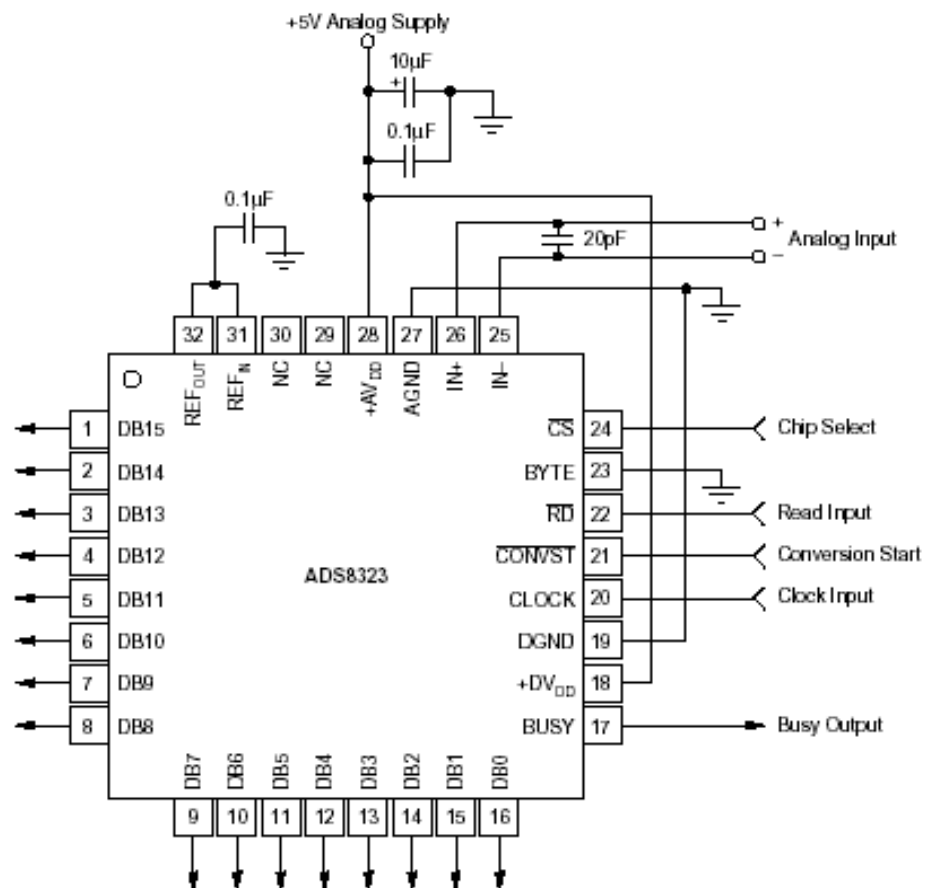 +5V Analog Supply
10µF
+
0.1µF
0.1µF
20pF
+
Analog Input
–
32 31 30 29 28 27 26 25
REFOUT REFIN NC NC +AVDD AGND IN+ IN–
1 DB15
CS 24 Chip Select
2 DB14
BYTE 23
3 DB13
RD 22 Read Input
4 DB12
CONVST 21 Conversion Start
ADS8323
5 DB11
CLOCK 20 Clock Input
6 DB10
DGND 19
7 DB9
+DVDD 18
8 DB8
BUSY 17 Busy Output
DB7 DB6 DB5 DB4 DB3 DB2 DB1 DB0
9 10 11 12 13 14 15 16